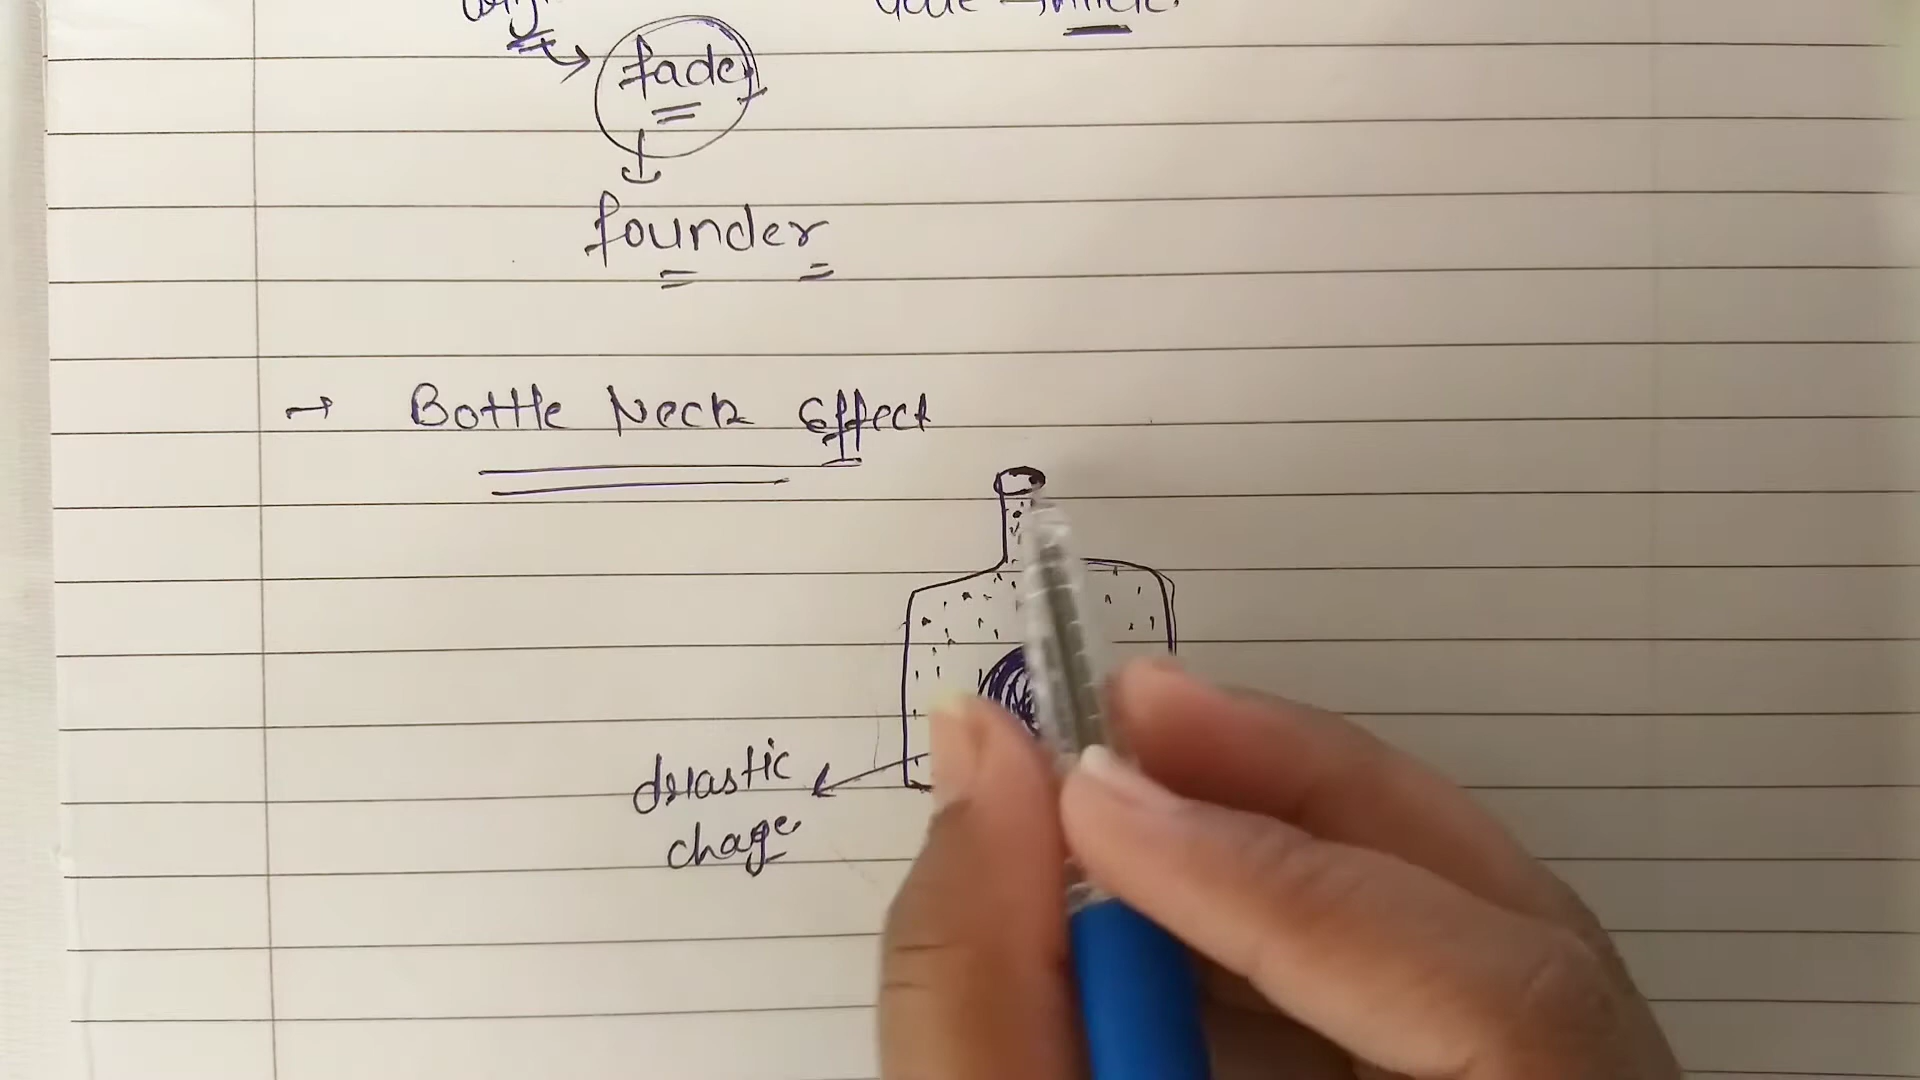 fade
founder
→ Bottle Neck Effect
drastic
chage